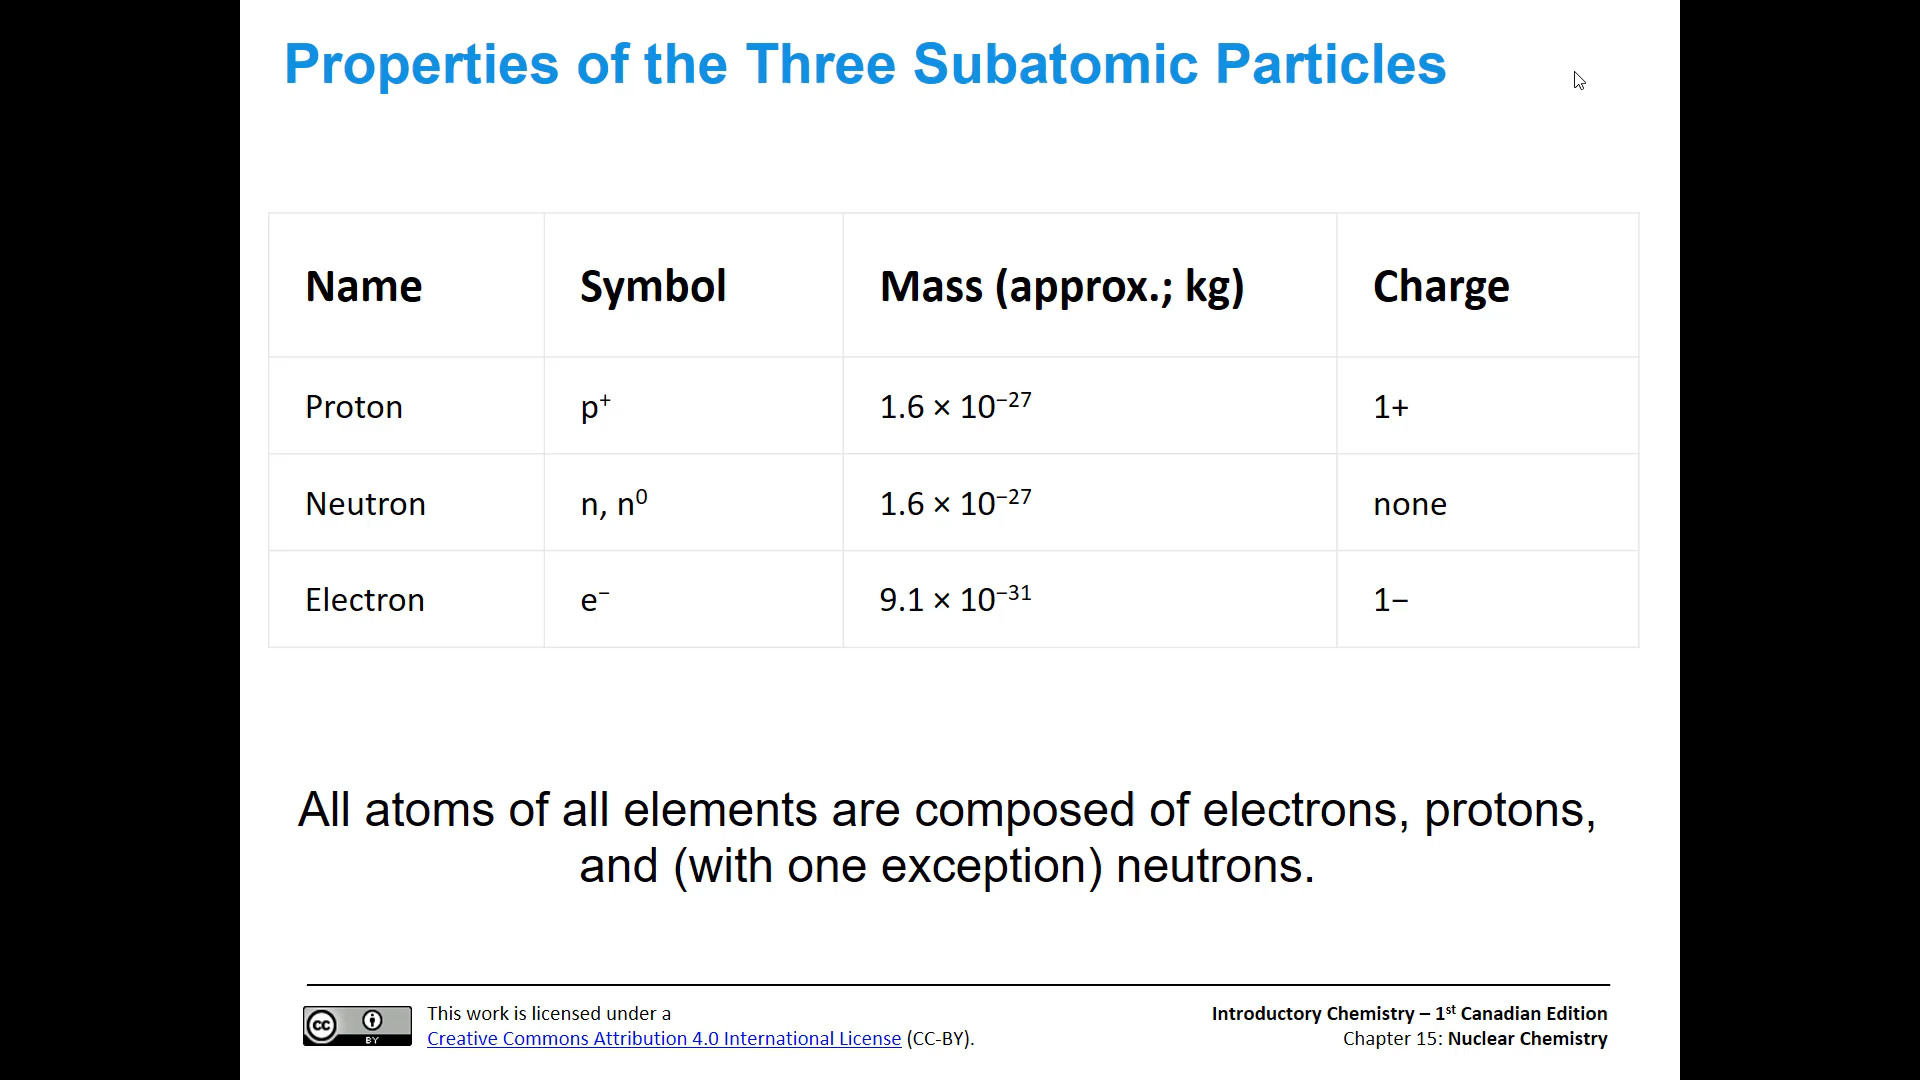 Properties of the Three Subatomic Particles
Name Symbol Mass (approx.; kg) Charge
Proton p⁺ 1.6 × 10⁻²⁷ 1+
Neutron n, n⁰ 1.6 × 10⁻²⁷ none
Electron e⁻ 9.1 × 10⁻³¹ 1−
All atoms of all elements are composed of electrons, protons,
and (with one exception) neutrons.
cc BY
This work is licensed under a
Creative Commons Attribution 4.0 International License (CC-BY).
Introductory Chemistry – 1ˢᵗ Canadian Edition
Chapter 15: Nuclear Chemistry